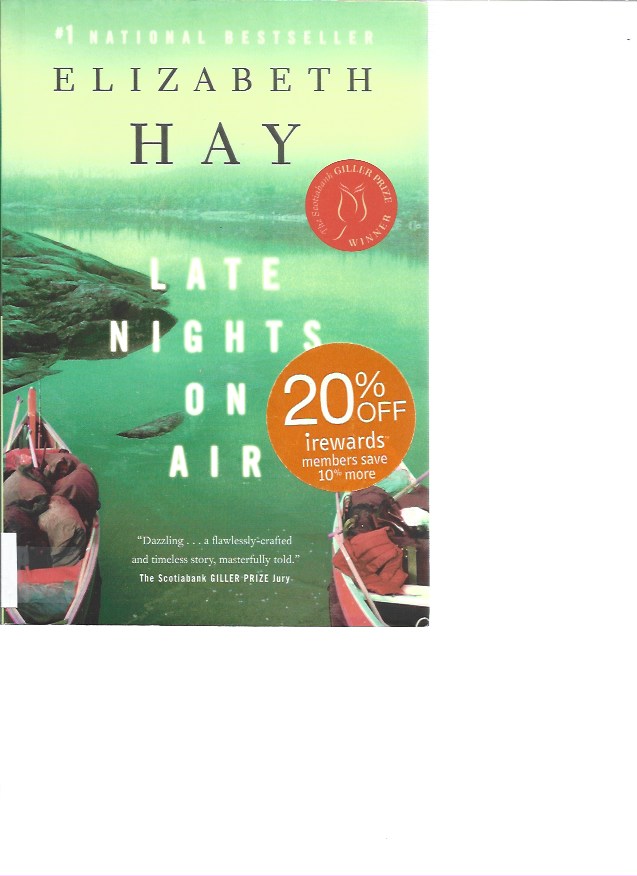 #1 NATIONAL BESTSELLER
ELIZABETH
HAY
The Scotiabank GILLER PRIZE
WINNER
LATE
NIGHTS
ON
AIR
20% OFF
irewards™
members save
10% more
“Dazzling . . . a flawlessly-crafted
and timeless story, masterfully told.”
The Scotiabank GILLER PRIZE Jury